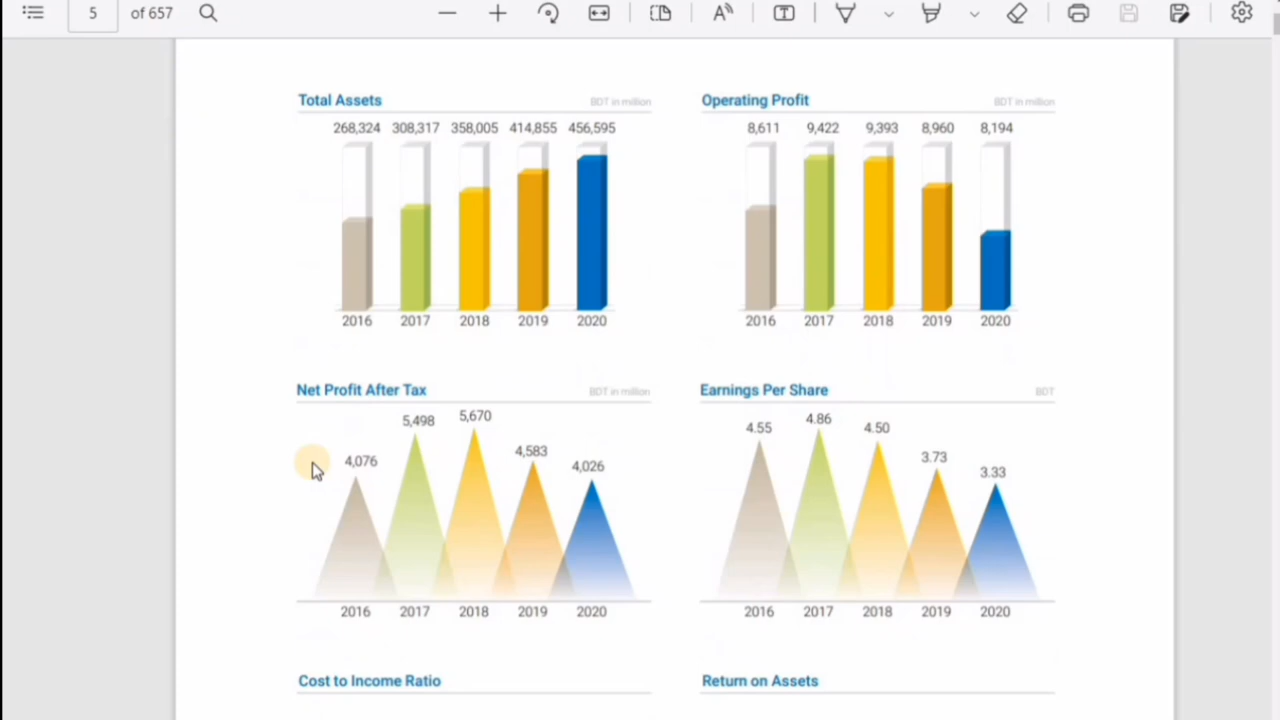 5 of 657
Total Assets BDT in million
268,324 308,317 358,005 414,855 456,595
2016 2017 2018 2019 2020
Operating Profit BDT in million
8,611 9,422 9,393 8,960 8,194
2016 2017 2018 2019 2020
Net Profit After Tax BDT in million
4,076 5,498 5,670 4,583 4,026
2016 2017 2018 2019 2020
Earnings Per Share BDT
4.55 4.86 4.50 3.73 3.33
2016 2017 2018 2019 2020
Cost to Income Ratio
Return on Assets